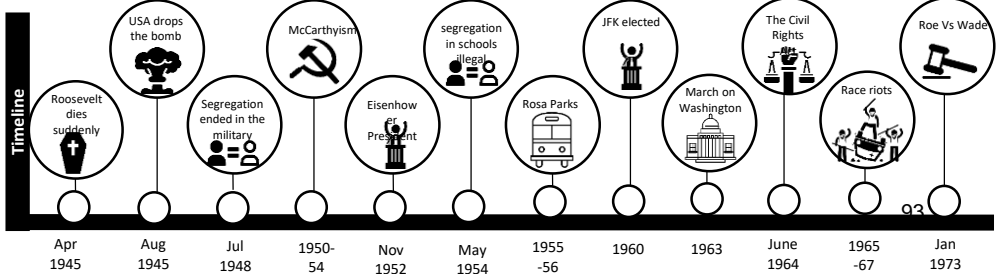 Timeline
Roosevelt
dies
suddenly
USA drops
the bomb
Segregation
ended in the
military
McCarthyism
Eisenhow
er
President
segregation
in schools
illegal
Rosa Parks
JFK elected
March on
Washington
The Civil
Rights
Race riots
Roe Vs Wade
93
Apr
1945
Aug
1945
Jul
1948
1950-
54
Nov
1952
May
1954
1955
-56
1960
1963
June
1964
1965
-67
Jan
1973